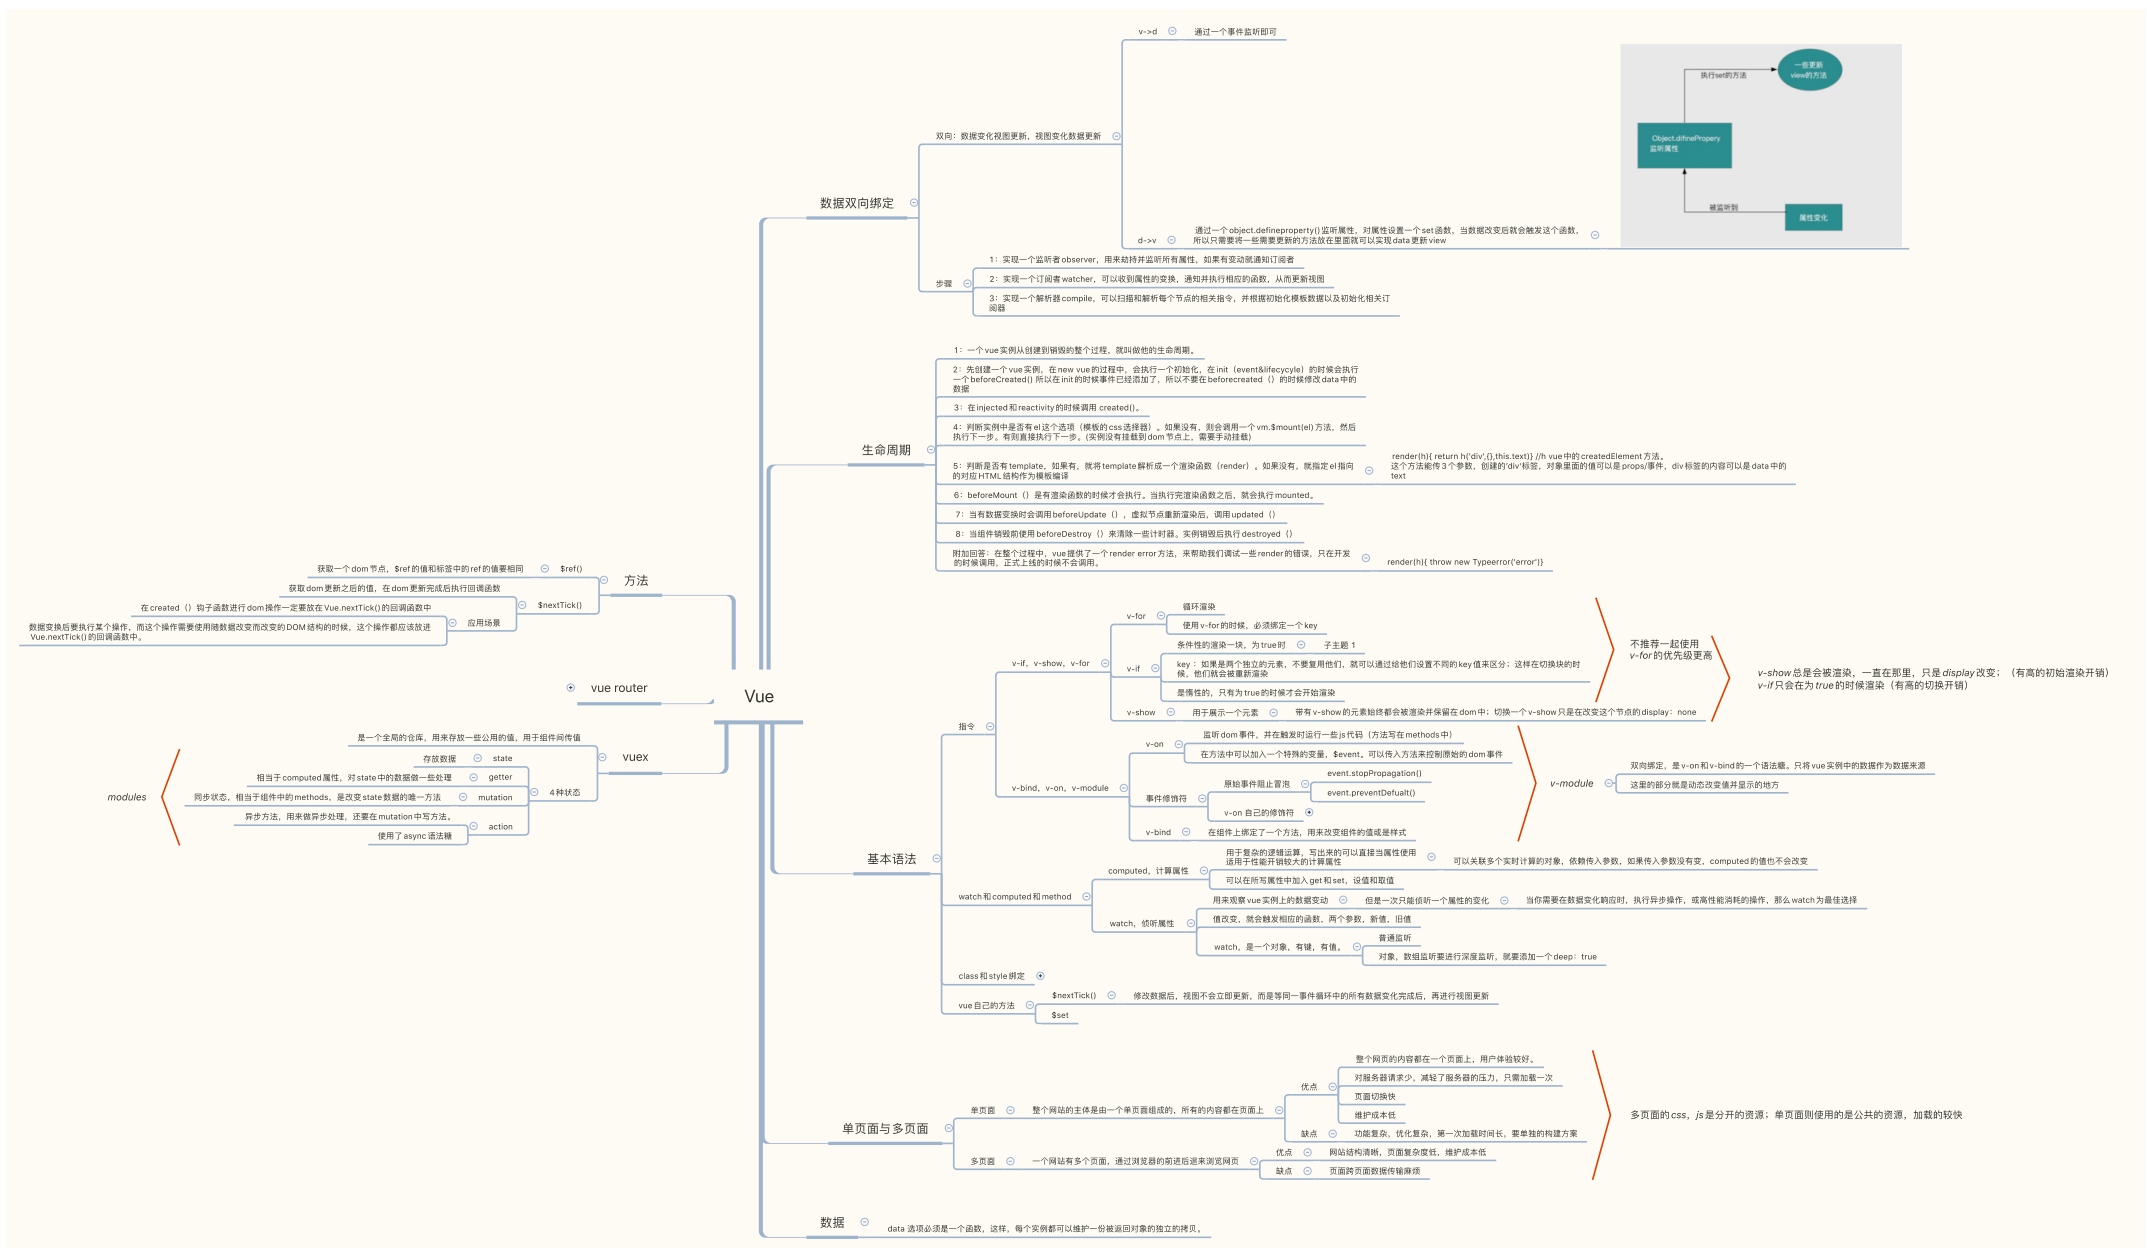 Vue
数据双向绑定
双向：数据变化视图更新，视图变化数据更新
v->d
通过一个事件监听即可
d->v
通过一个object.defineproperty()监听属性，对属性设置一个set函数，当数据改变后就会触发这个函数，
所以只需要将一些需要更新的方法放在里面就可以实现data更新view
一些更新
view的方法
执行set的方法
Object.difinePropery
监听属性
被监听到
属性变化
步骤
1：实现一个监听者observer，用来劫持并监听所有属性，如果有变动就通知订阅者
2：实现一个订阅者watcher，可以收到属性的变换，通知并执行相应的函数，从而更新视图
3：实现一个解析器compile，可以扫描和解析每个节点的相关指令，并根据初始化模板数据以及初始化相关订
阅器
生命周期
1：一个vue实例从创建到销毁的整个过程，就叫做他的生命周期。
2：先创建一个vue实例，在new vue的过程中，会执行一个初始化，在init（event&lifecycyle）的时候会执行
一个beforeCreated() 所以在init的时候事件已经添加了，所以不要在beforecreated（）的时候修改data中的
数据
3：在injected和reactivity的时候调用 created()。
4：判断实例中是否有el这个选项（模板的css选择器）。如果没有，则会调用一个vm.$mount(el)方法，然后
执行下一步。有则直接执行下一步。(实例没有挂载到dom节点上，需要手动挂载)
5：判断是否有template，如果有，就将template解析成一个渲染函数（render）。如果没有，就指定el指向
的对应HTML结构作为模板编译
render(h){ return h('div',{},this.text)} //h vue中的createdElement方法。
这个方法能传3个参数，创建的'div'标签，对象里面的值可以是props/事件，div标签的内容可以是data中的
text
6：beforeMount（）是有渲染函数的时候才会执行。当执行完渲染函数之后，就会执行mounted。
7：当有数据变换时会调用beforeUpdate（），虚拟节点重新渲染后，调用updated（）
8：当组件销毁前使用beforeDestroy（）来清除一些计时器。实例销毁后执行destroyed（）
附加回答：在整个过程中，vue提供了一个render error方法，来帮助我们调试一些render的错误，只在开发
的时候调用，正式上线的时候不会调用。
render(h){ throw new Typeerror('error')}
方法
$ref()
获取一个dom节点，$ref的值和标签中的ref的值要相同
$nextTick()
获取dom更新之后的值，在dom更新完成后执行回调函数
在created（）钩子函数进行dom操作一定要放在Vue.nextTick()的回调函数中
应用场景
数据变换后要执行某个操作，而这个操作需要使用随数据改变而改变的DOM结构的时候，这个操作都应该放进
Vue.nextTick()的回调函数中。
vue router
vuex
是一个全局的仓库，用来存放一些公用的值，用于组件间传值
4种状态
state
存放数据
getter
相当于computed属性，对state中的数据做一些处理
mutation
同步状态，相当于组件中的methods，是改变state数据的唯一方法
action
异步方法，用来做异步处理，还要在mutation中写方法。
使用了async语法糖
modules
基本语法
指令
v-if，v-show，v-for
v-for
循环渲染
使用v-for的时候，必须绑定一个key
v-if
条件性的渲染一块，为true时
子主题 1
key：如果是两个独立的元素，不要复用他们，就可以通过给他们设置不同的key值来区分；这样在切换块的时
候，他们就会被重新渲染
是惰性的，只有为true的时候才会开始渲染
v-show
用于展示一个元素
带有v-show的元素始终都会被渲染并保留在dom中；切换一个v-show只是在改变这个节点的display：none
不推荐一起使用
v-for的优先级更高
v-show总是会被渲染，一直在那里，只是display改变；（有高的初始渲染开销）
v-if只会在为true的时候渲染（有高的切换开销）
v-bind，v-on，v-module
v-on
监听dom事件，并在触发时运行一些js代码（方法写在methods中）
在方法中可以加入一个特殊的变量，$event。可以传入方法来控制原始的dom事件
事件修饰符
原始事件阻止冒泡
event.stopPropagation()
event.preventDefualt()
v-on 自己的修饰符
v-bind
在组件上绑定了一个方法，用来改变组件的值或是样式
v-module
双向绑定，是v-on和v-bind的一个语法糖。只将vue实例中的数据作为数据来源
这里的部分就是动态改变值并显示的地方
watch和computed和method
computed，计算属性
用于复杂的逻辑运算，写出来的可以直接当属性使用
适用于性能开销较大的计算属性
可以关联多个实时计算的对象，依赖传入参数，如果传入参数没有变，computed的值也不会改变
可以在所写属性中加入get和set，设值和取值
watch，侦听属性
用来观察vue实例上的数据变动
但是一次只能侦听一个属性的变化
当你需要在数据变化响应时，执行异步操作，或高性能消耗的操作，那么watch为最佳选择
值改变，就会触发相应的函数，两个参数，新值，旧值
watch，是一个对象，有键，有值。
普通监听
对象，数组监听要进行深度监听，就要添加一个deep：true
class和style绑定
vue自己的方法
$nextTick()
修改数据后，视图不会立即更新，而是等同一事件循环中的所有数据变化完成后，再进行视图更新
$set
单页面与多页面
单页面
整个网站的主体是由一个单页面组成的，所有的内容都在页面上
优点
整个网页的内容都在一个页面上，用户体验较好。
对服务器请求少，减轻了服务器的压力，只需加载一次
页面切换快
维护成本低
缺点
功能复杂，优化复杂，第一次加载时间长，要单独的构建方案
多页面
一个网站有多个页面，通过浏览器的前进后退来浏览网页
优点
网站结构清晰，页面复杂度低，维护成本低
缺点
页面跨页面数据传输麻烦
多页面的css，js是分开的资源；单页面则使用的是公共的资源，加载的较快
数据
data 选项必须是一个函数，这样，每个实例都可以维护一份被返回对象的独立的拷贝。